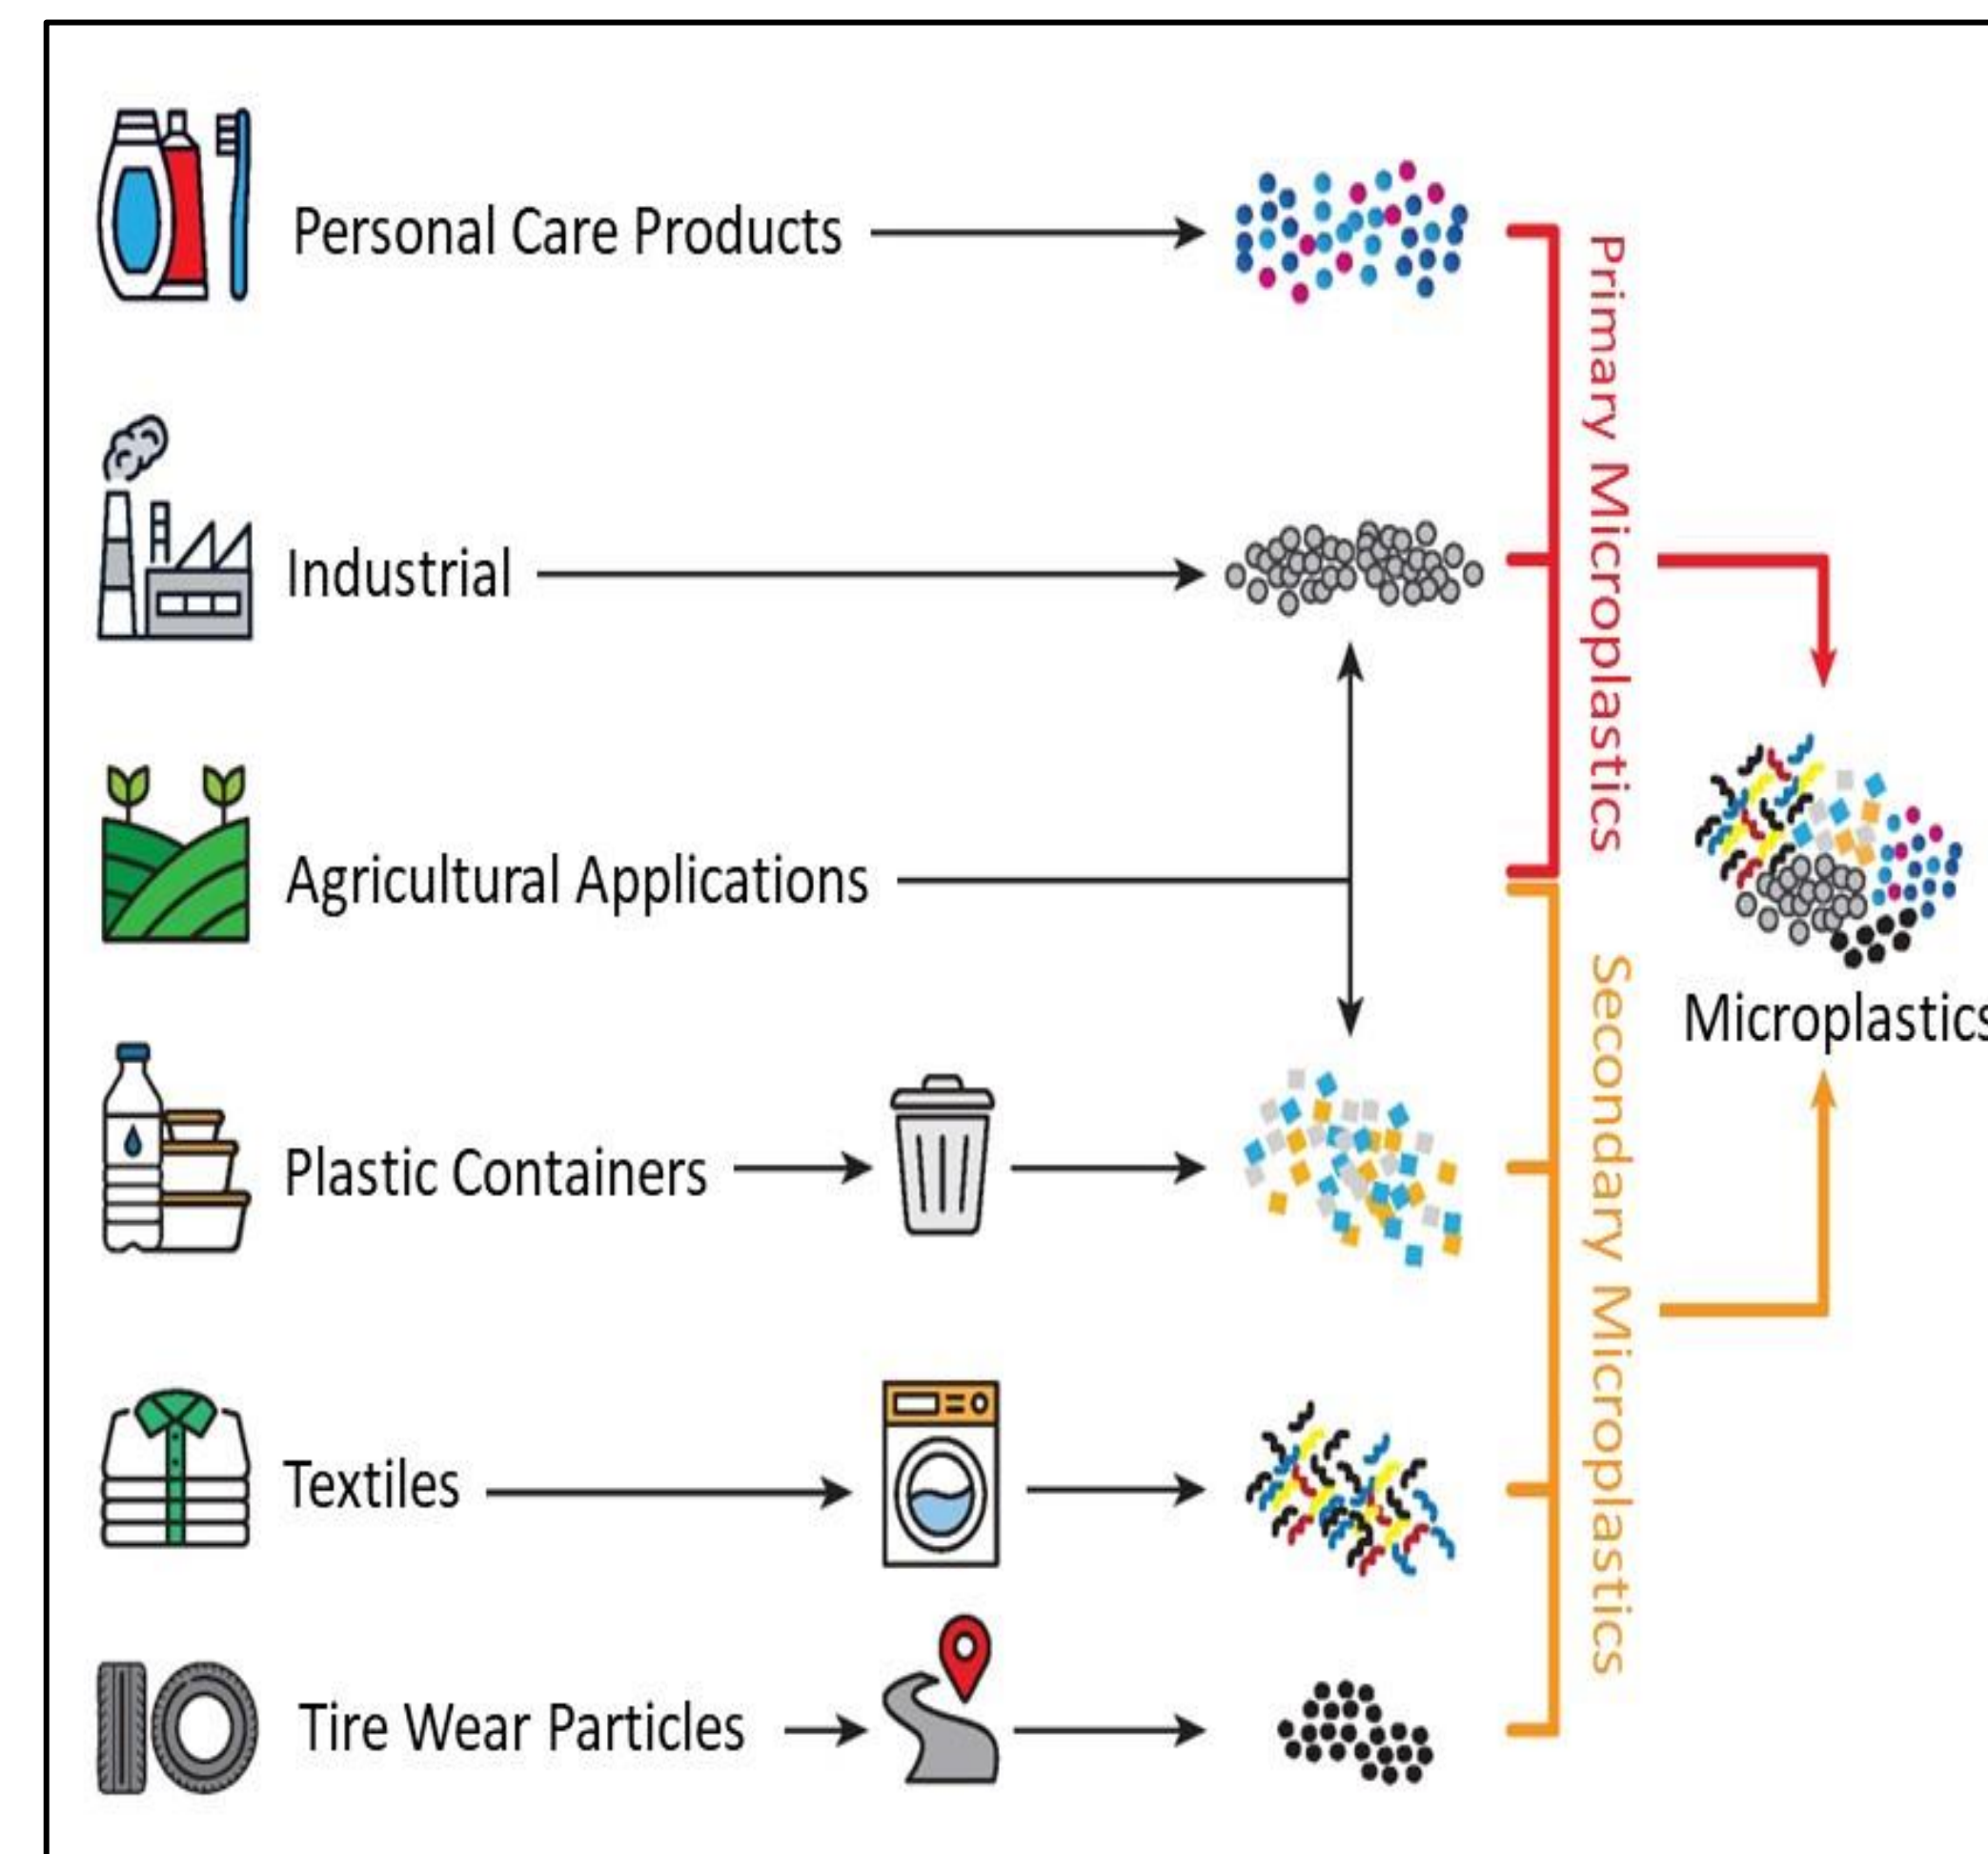 Personal Care Products
Industrial
Agricultural Applications
Plastic Containers
Textiles
Tire Wear Particles
Primary Microplastics
Secondary Microplastics
Microplastics